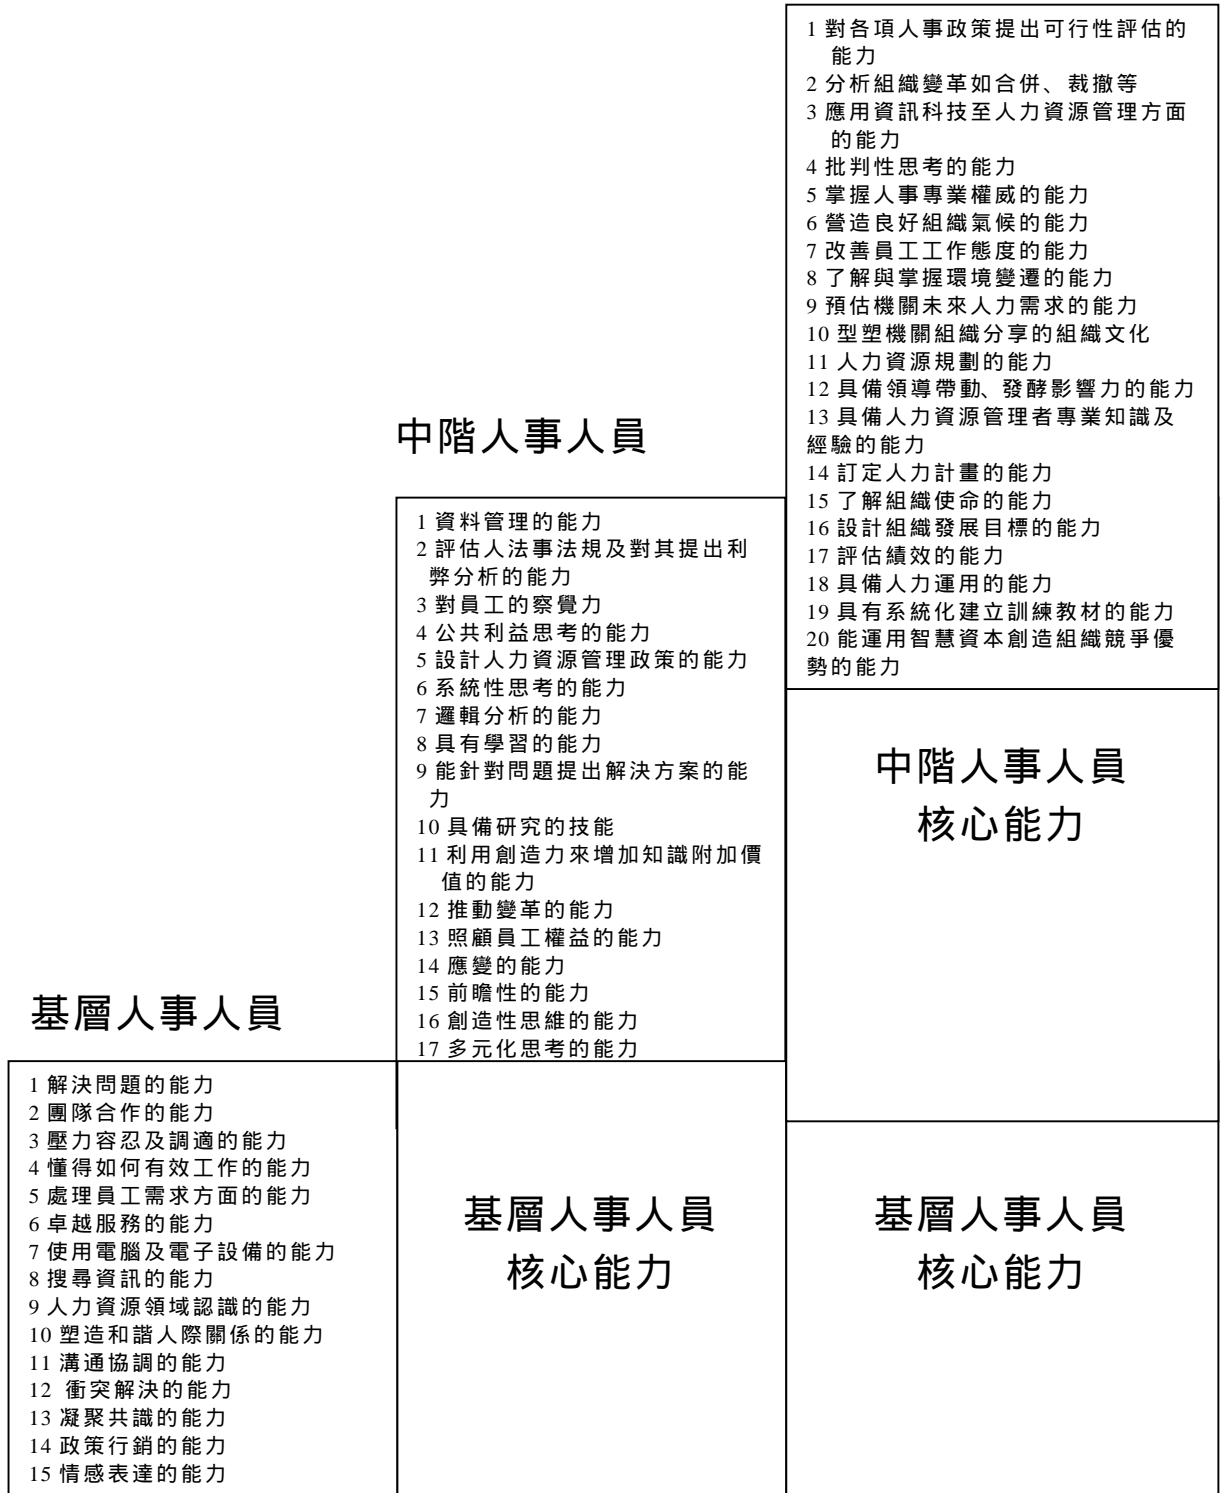 1 對各項人事政策提出可行性評估的
能力
2 分析組織變革如合併、裁撤等
3 應用資訊科技至人力資源管理方面
的能力
4 批判性思考的能力
5 掌握人事專業權威的能力
6 營造良好組織氣候的能力
7 改善員工工作態度的能力
8 了解與掌握環境變遷的能力
9 預估機關未來人力需求的能力
10 型塑機關組織分享的組織文化
11 人力資源規劃的能力
12 具備領導帶動、發酵影響力的能力
13 具備人力資源管理者專業知識及
經驗的能力
14 訂定人力計畫的能力
15 了解組織使命的能力
16 設計組織發展目標的能力
17 評估績效的能力
18 具備人力運用的能力
19 具有系統化建立訓練教材的能力
20 能運用智慧資本創造組織競爭優
勢的能力
中階人事人員
1 資料管理的能力
2 評估人法事法規及對其提出利
弊分析的能力
3 對員工的察覺力
4 公共利益思考的能力
5 設計人力資源管理政策的能力
6 系統性思考的能力
7 邏輯分析的能力
8 具有學習的能力
9 能針對問題提出解決方案的能
力
10 具備研究的技能
11 利用創造力來增加知識附加價
值的能力
12 推動變革的能力
13 照顧員工權益的能力
14 應變的能力
15 前瞻性的能力
16 創造性思維的能力
17 多元化思考的能力
中階人事人員
核心能力
基層人事人員
1 解決問題的能力
2 團隊合作的能力
3 壓力容忍及調適的能力
4 懂得如何有效工作的能力
5 處理員工需求方面的能力
6 卓越服務的能力
7 使用電腦及電子設備的能力
8 搜尋資訊的能力
9 人力資源領域認識的能力
10 塑造和諧人際關係的能力
11 溝通協調的能力
12 衝突解決的能力
13 凝聚共識的能力
14 政策行銷的能力
15 情感表達的能力
基層人事人員
核心能力
基層人事人員
核心能力